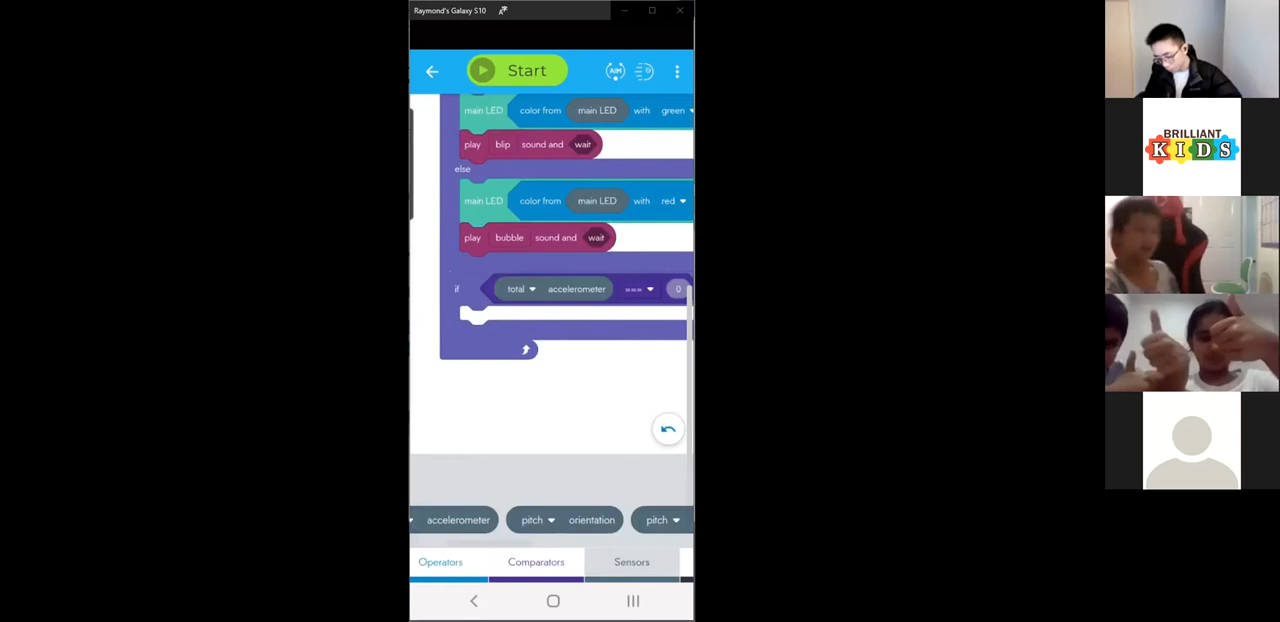 Raymond's Galaxy S10
Start
AIM
main LED color from main LED with green
play blip sound and wait
else
main LED color from main LED with red
play bubble sound and wait
if total accelerometer === 0
accelerometer pitch orientation pitch
Operators Comparators Sensors
BRILLIANT
KIDS